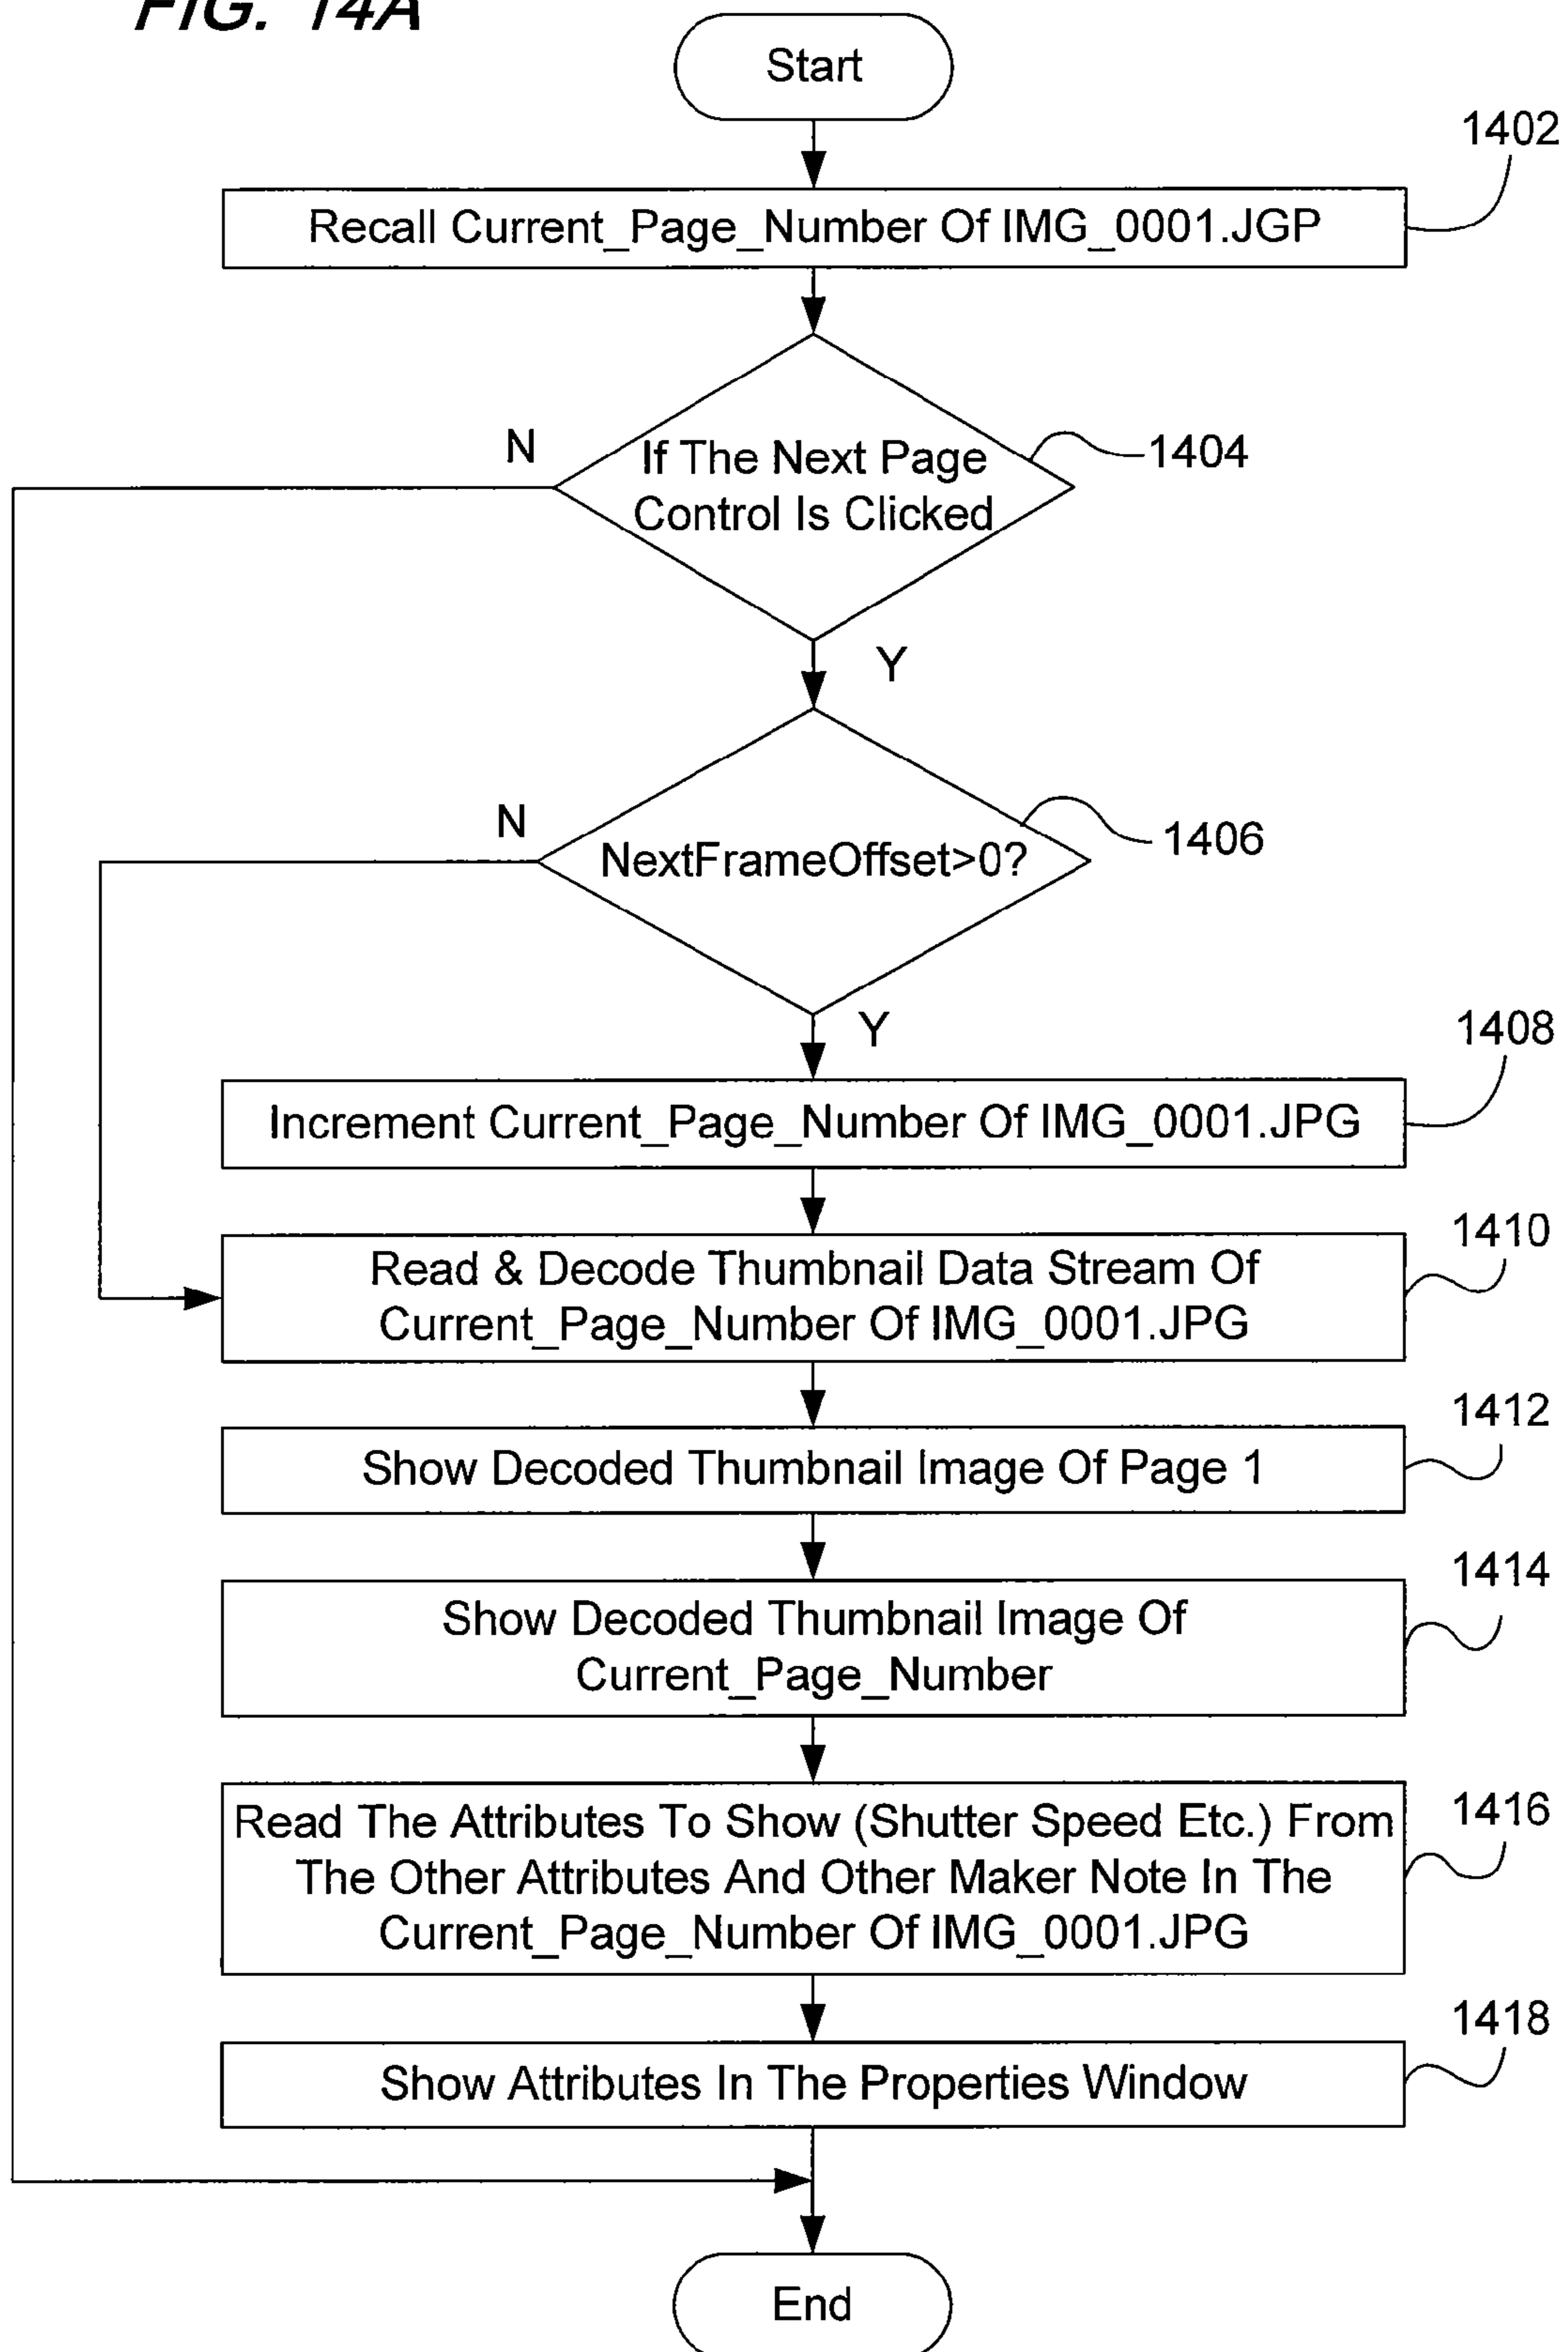 FIG. 14A
Start
1402
Recall Current_Page_Number Of IMG_0001.JGP
N
If The Next Page
Control Is Clicked
1404
Y
N
NextFrameOffset>0?
1406
Y
1408
Increment Current_Page_Number Of IMG_0001.JPG
1410
Read & Decode Thumbnail Data Stream Of
Current_Page_Number Of IMG_0001.JPG
1412
Show Decoded Thumbnail Image Of Page 1
1414
Show Decoded Thumbnail Image Of
Current_Page_Number
1416
Read The Attributes To Show (Shutter Speed Etc.) From
The Other Attributes And Other Maker Note In The
Current_Page_Number Of IMG_0001.JPG
1418
Show Attributes In The Properties Window
End